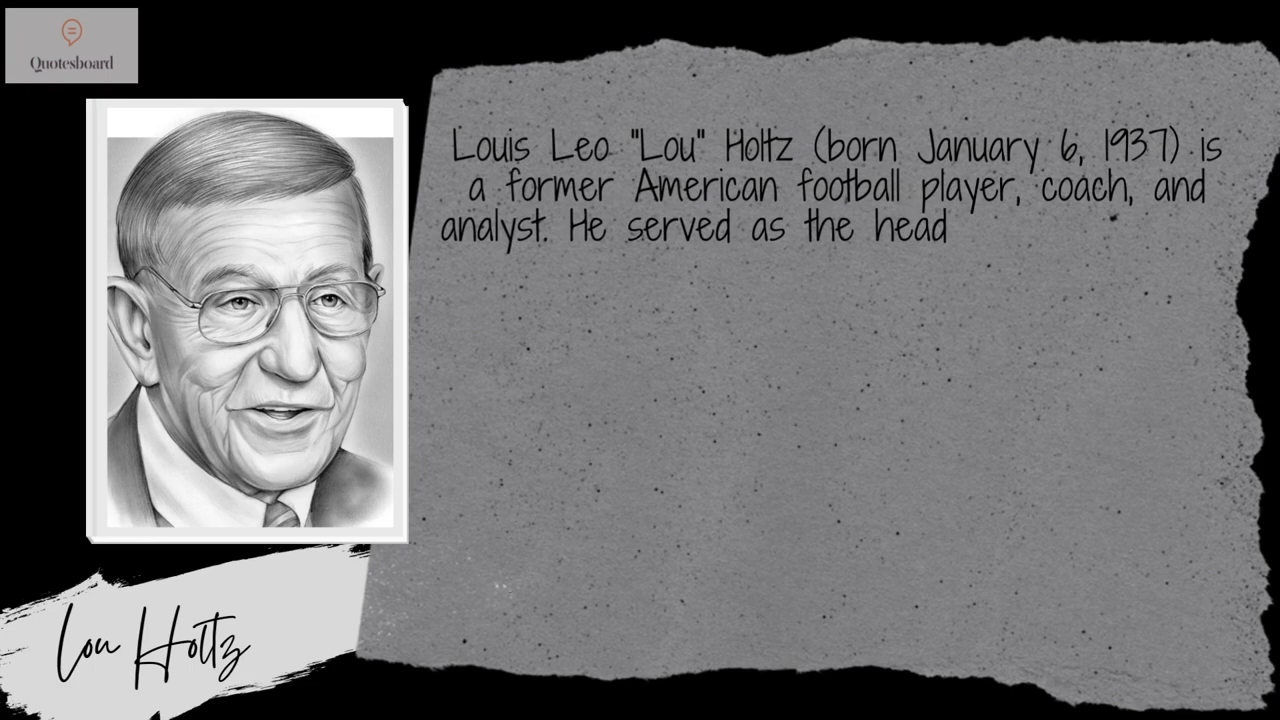 Quotesboard
Louis Leo "Lou" Holtz (born January 6, 1937) is
a former American football player, coach, and
analyst. He served as the head
Lou Holtz